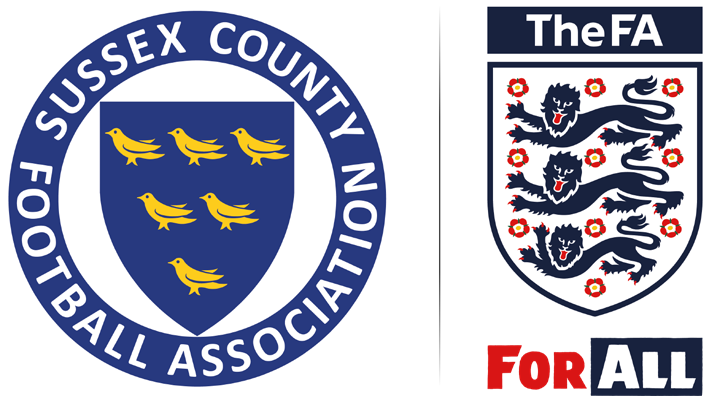 SUSSEX COUNTY
FOOTBALL ASSOCIATION
TheFA
FOR ALL